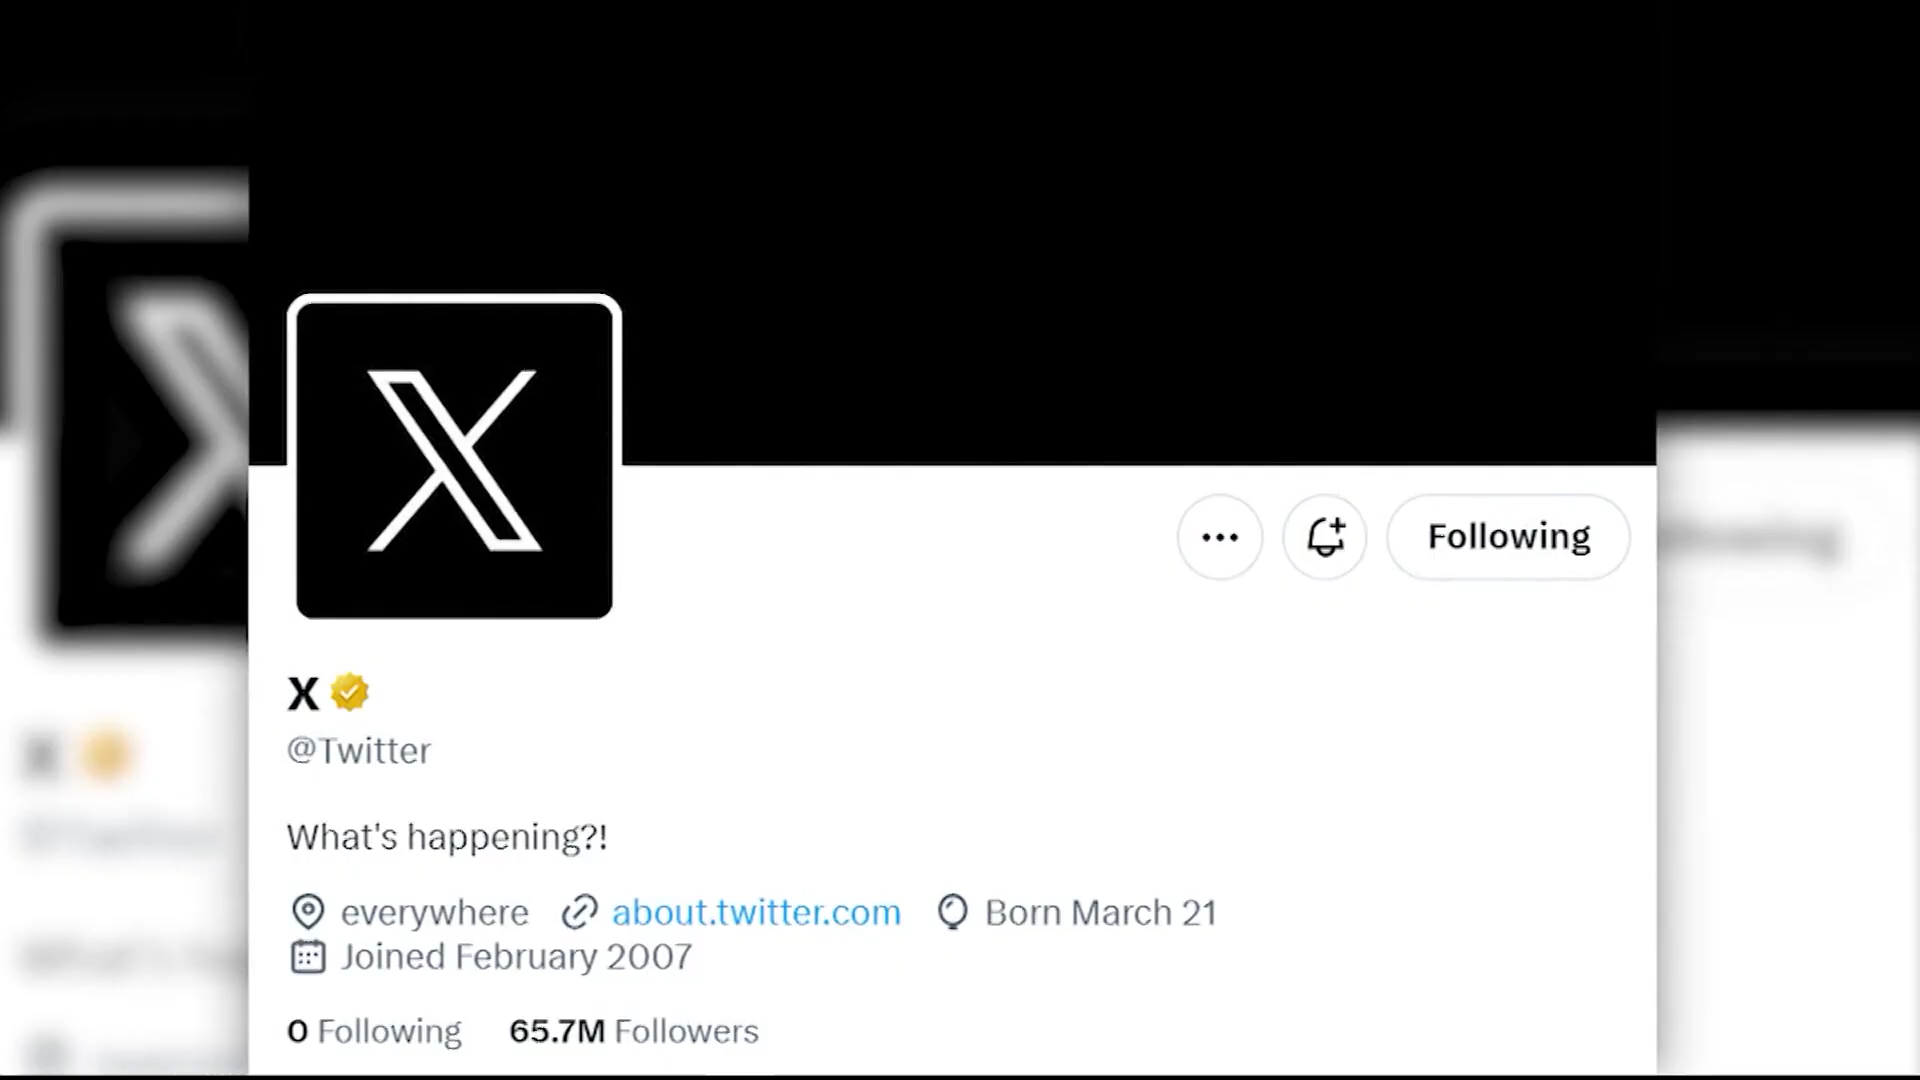 X
Following
X
@Twitter
What's happening?!
everywhere about.twitter.com Born March 21
Joined February 2007
0 Following 65.7M Followers